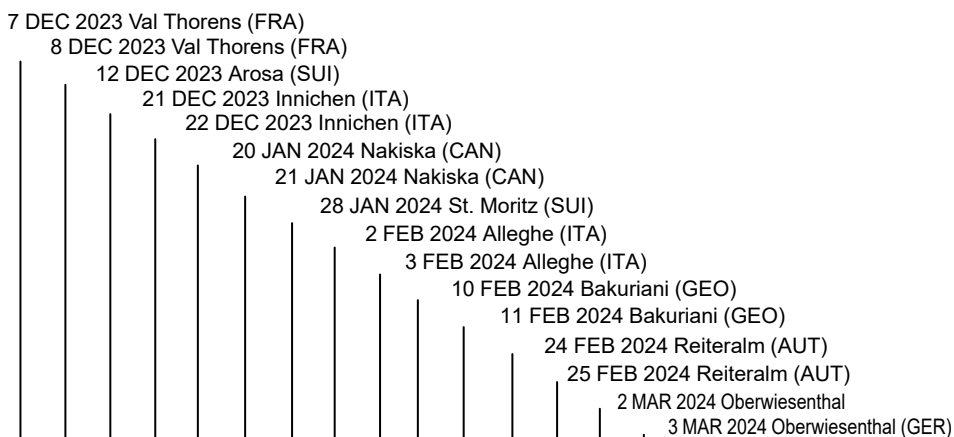 7 DEC 2023 Val Thorens (FRA)
8 DEC 2023 Val Thorens (FRA)
12 DEC 2023 Arosa (SUI)
21 DEC 2023 Innichen (ITA)
22 DEC 2023 Innichen (ITA)
20 JAN 2024 Nakiska (CAN)
21 JAN 2024 Nakiska (CAN)
28 JAN 2024 St. Moritz (SUI)
2 FEB 2024 Alleghe (ITA)
3 FEB 2024 Alleghe (ITA)
10 FEB 2024 Bakuriani (GEO)
11 FEB 2024 Bakuriani (GEO)
24 FEB 2024 Reiteralm (AUT)
25 FEB 2024 Reiteralm (AUT)
2 MAR 2024 Oberwiesenthal
3 MAR 2024 Oberwiesenthal (GER)